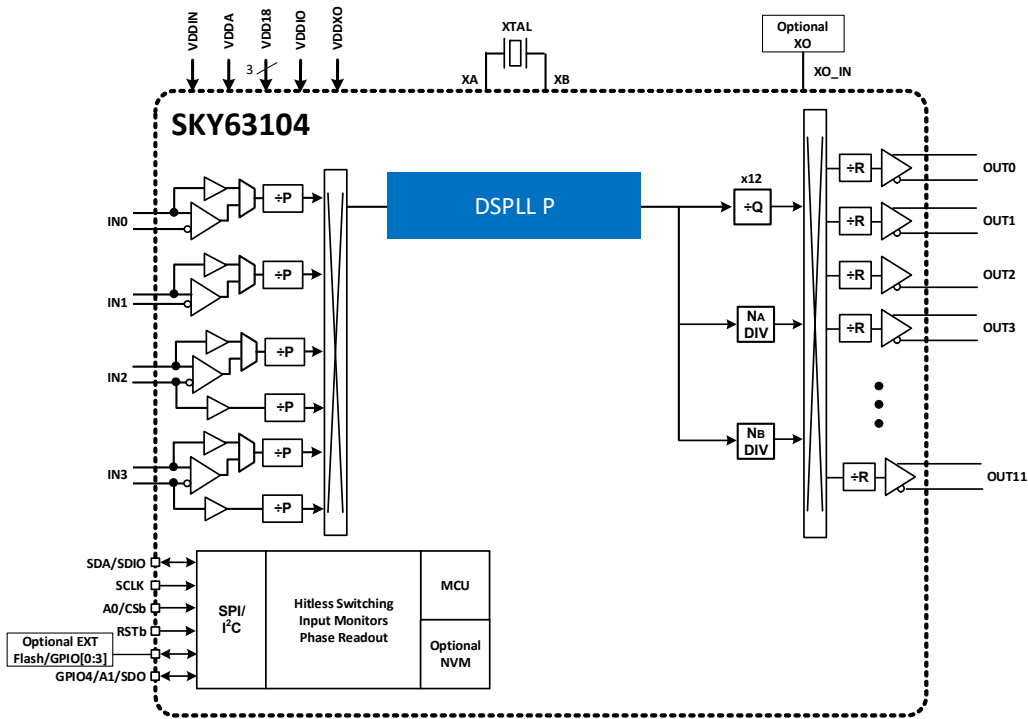 VDDIN
VDDA
VDD18
VDDIO
VDDXO
3
XTAL
XA
XB
Optional
XO
XO_IN
SKY63104
IN0
÷P
IN1
÷P
IN2
÷P
÷P
IN3
÷P
÷P
DSPLL P
x12
÷Q
NA
DIV
NB
DIV
÷R
OUT0
÷R
OUT1
÷R
OUT2
÷R
OUT3
÷R
OUT11
SDA/SDIO
SCLK
A0/CSb
RSTb
Optional EXT
Flash/GPIO[0:3]
GPIO4/A1/SDO
SPI/
I²C
Hitless Switching
Input Monitors
Phase Readout
MCU
Optional
NVM